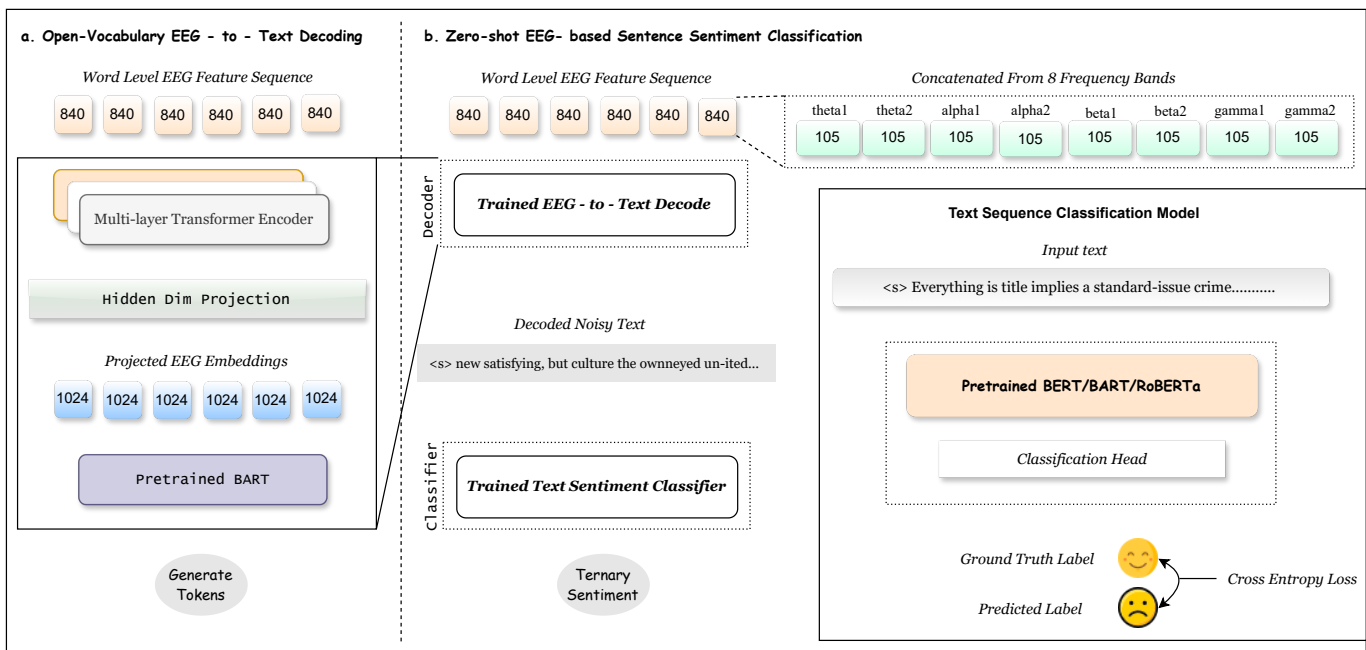 a. Open-Vocabulary EEG - to - Text Decoding
Word Level EEG Feature Sequence
840 840 840 840 840 840
Multi-layer Transformer Encoder
Hidden Dim Projection
Projected EEG Embeddings
1024 1024 1024 1024 1024 1024
Pretrained BART
Generate
Tokens
b. Zero-shot EEG- based Sentence Sentiment Classification
Word Level EEG Feature Sequence
840 840 840 840 840 840
Concatenated From 8 Frequency Bands
theta1 theta2 alpha1 alpha2 beta1 beta2 gamma1 gamma2
105 105 105 105 105 105 105 105
Decoder
Trained EEG - to - Text Decode
Decoded Noisy Text
<s> new satisfying, but culture the ownneyed un-ited...
Classifier
Trained Text Sentiment Classifier
Ternary
Sentiment
Text Sequence Classification Model
Input text
<s> Everything is title implies a standard-issue crime...........
Pretrained BERT/BART/RoBERTa
Classification Head
Ground Truth Label
Cross Entropy Loss
Predicted Label